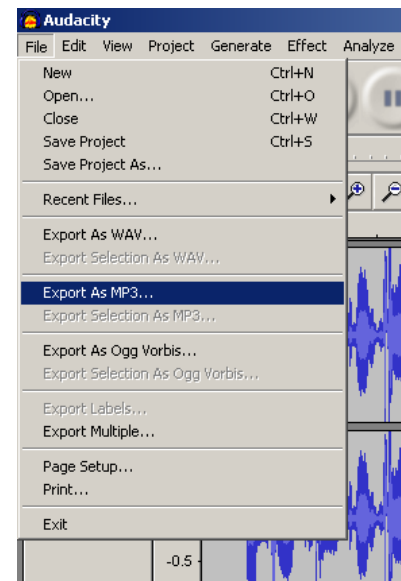 Audacity
File Edit View Project Generate Effect Analyze
New Ctrl+N
Open... Ctrl+O
Close Ctrl+W
Save Project Ctrl+S
Save Project As...
Recent Files...
Export As WAV...
Export Selection As WAV...
Export As MP3...
Export Selection As MP3...
Export As Ogg Vorbis...
Export Selection As Ogg Vorbis...
Export Labels...
Export Multiple...
Page Setup...
Print...
Exit
-0.5